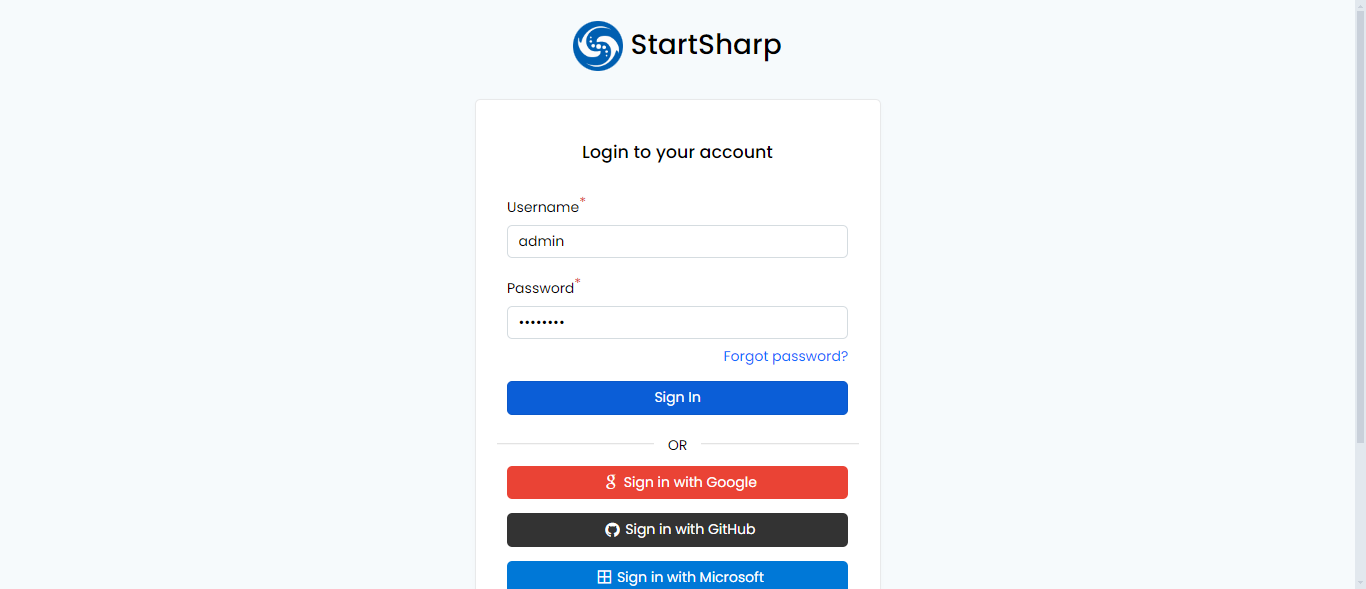 StartSharp
Login to your account
Username*
admin
Password*
••••••••
Forgot password?
Sign In
OR
Sign in with Google
Sign in with GitHub
Sign in with Microsoft